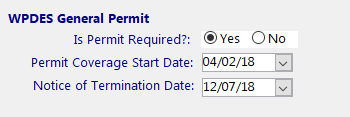 WPDES General Permit
Is Permit Required?: Yes No
Permit Coverage Start Date: 04/02/18
Notice of Termination Date: 12/07/18